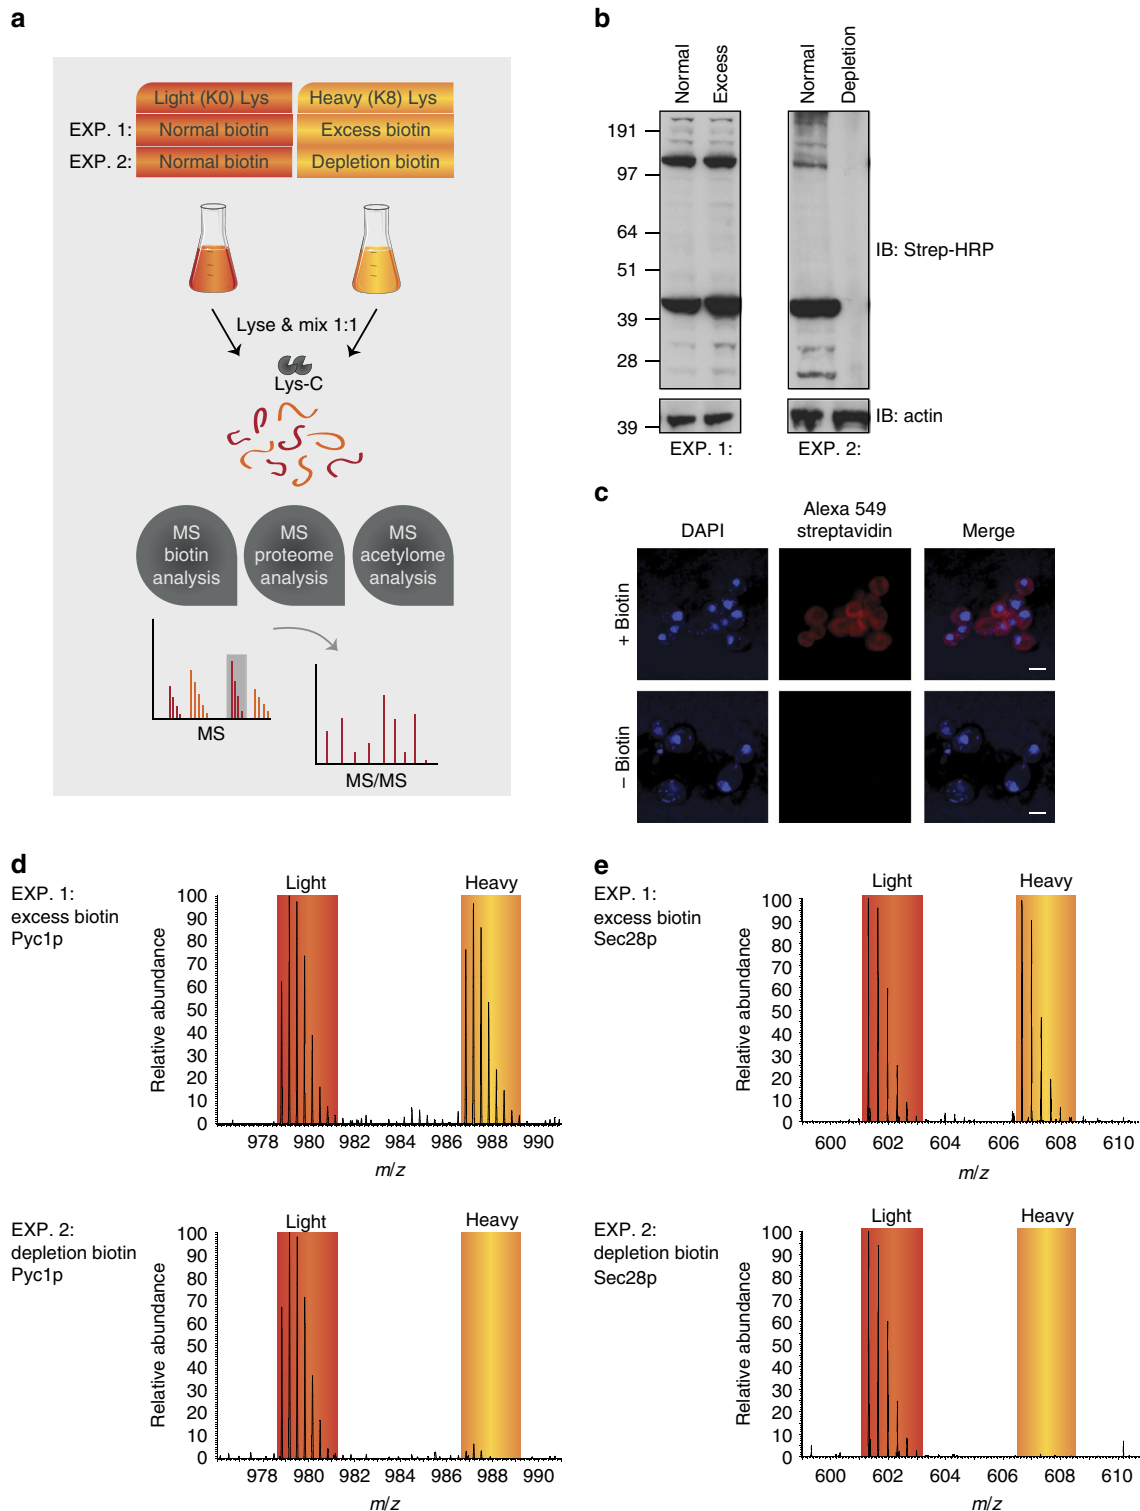 a
Light (K0) Lys
Heavy (K8) Lys
EXP. 1:
Normal biotin
Excess biotin
EXP. 2:
Normal biotin
Depletion biotin
Lyse & mix 1:1
Lys-C
MS
biotin
analysis
MS
proteome
analysis
MS
acetylome
analysis
MS
MS/MS
b
Normal
Excess
Normal
Depletion
191
97
64
51
39
28
39
IB: Strep-HRP
IB: actin
EXP. 1:
EXP. 2:
c
DAPI
Alexa 549
streptavidin
Merge
+ Biotin
– Biotin
d
EXP. 1:
excess biotin
Pyc1p
Light
Heavy
Relative abundance
100
90
80
70
60
50
40
30
20
10
0
978 980 982 984 986 988 990
m/z
EXP. 2:
depletion biotin
Pyc1p
Light
Heavy
Relative abundance
100
90
80
70
60
50
40
30
20
10
0
978 980 982 984 986 988 990
m/z
e
EXP. 1:
excess biotin
Sec28p
Light
Heavy
Relative abundance
100
90
80
70
60
50
40
30
20
10
0
600 602 604 606 608 610
m/z
EXP. 2:
depletion biotin
Sec28p
Light
Heavy
Relative abundance
100
90
80
70
60
50
40
30
20
10
0
600 602 604 606 608 610
m/z